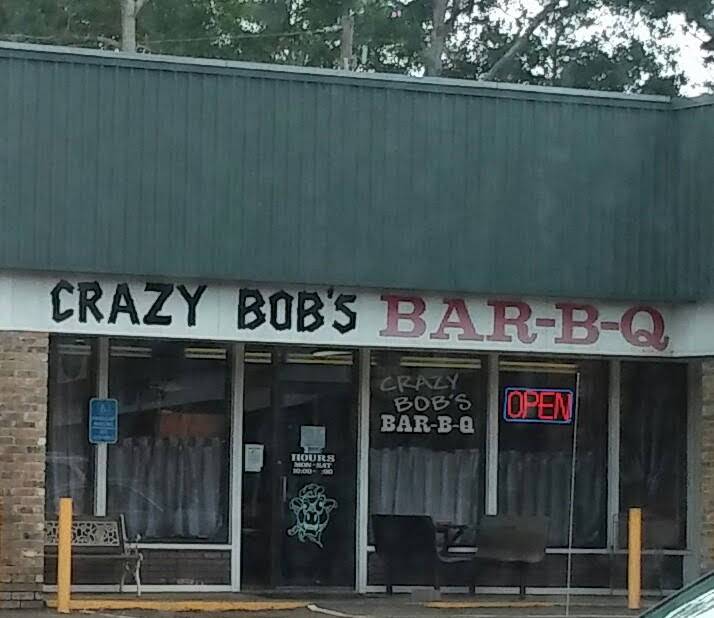 CRAZY BOB'S BAR-B-Q
CRAZY
BOB'S
BAR-B-Q
OPEN
HOURS
MON-SAT